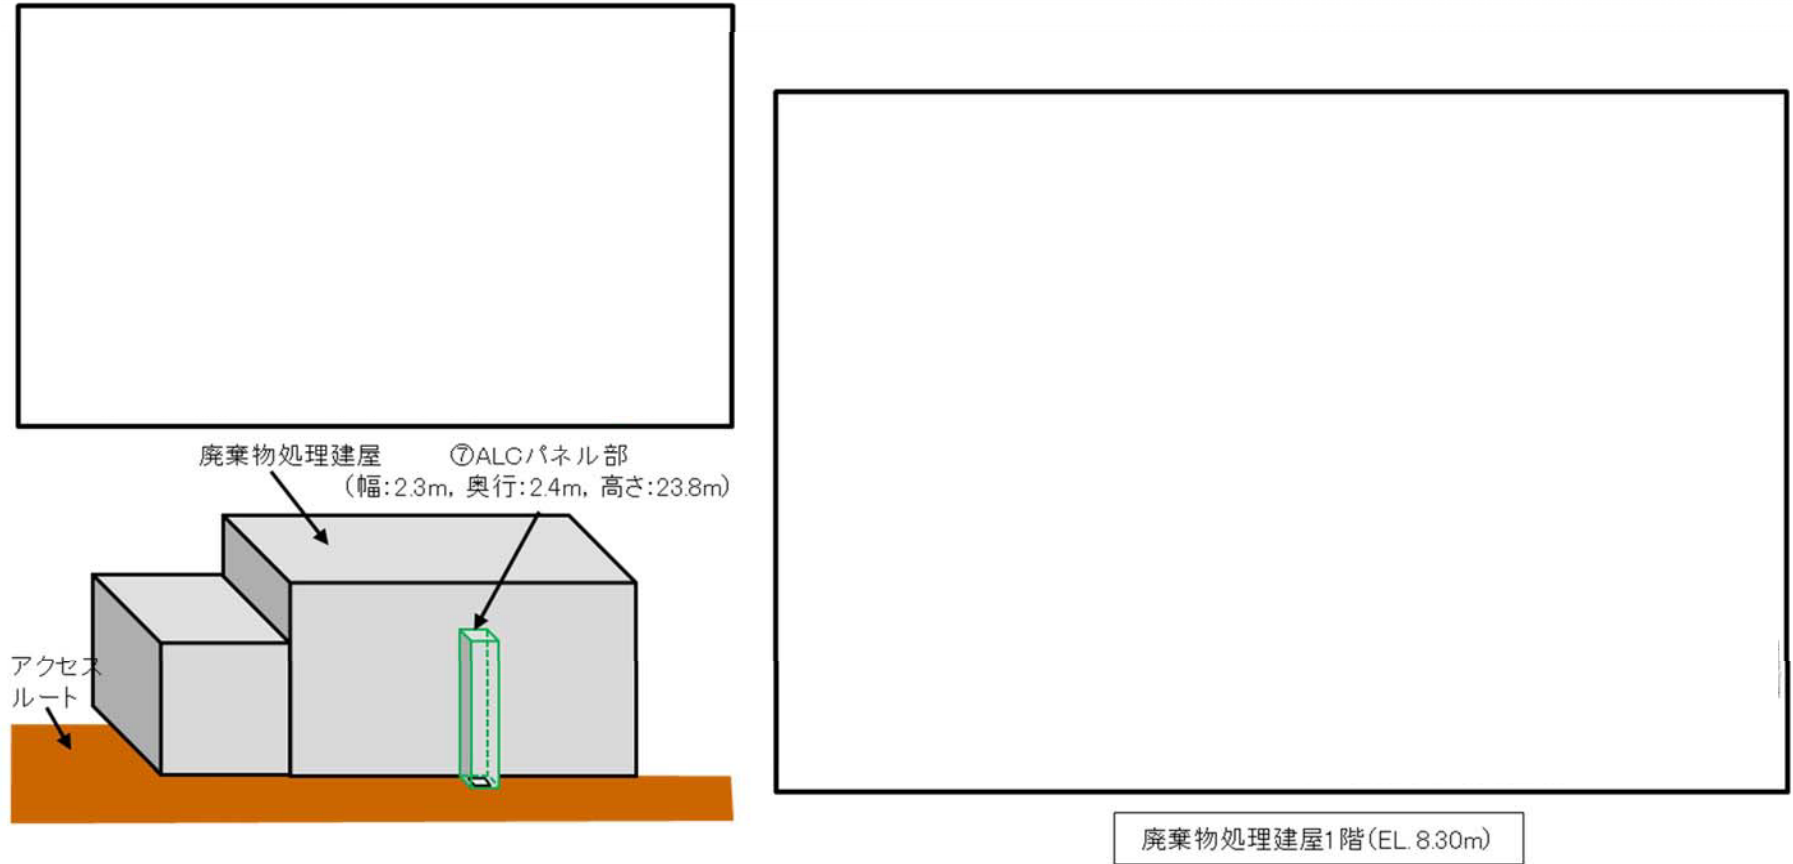 廃棄物処理建屋
⑦ALCパネル部
(幅:2.3m, 奥行:2.4m, 高さ:23.8m)
アクセス
ルート
廃棄物処理建屋1階(EL.8.30m)